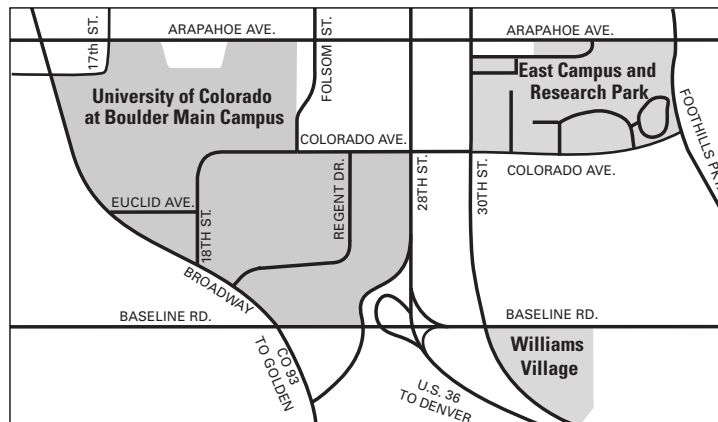 ARAPAHOE AVE.
ARAPAHOE AVE.
17th ST.
FOLSOM ST.
University of Colorado
at Boulder Main Campus
East Campus and
Research Park
FOOTHILLS PKY.
COLORADO AVE.
COLORADO AVE.
REGENT DR.
28TH ST.
30TH ST.
EUCLID AVE.
18TH ST.
BROADWAY
BASELINE RD.
BASELINE RD.
Williams
Village
CO 93
TO GOLDEN
U.S. 36
TO DENVER